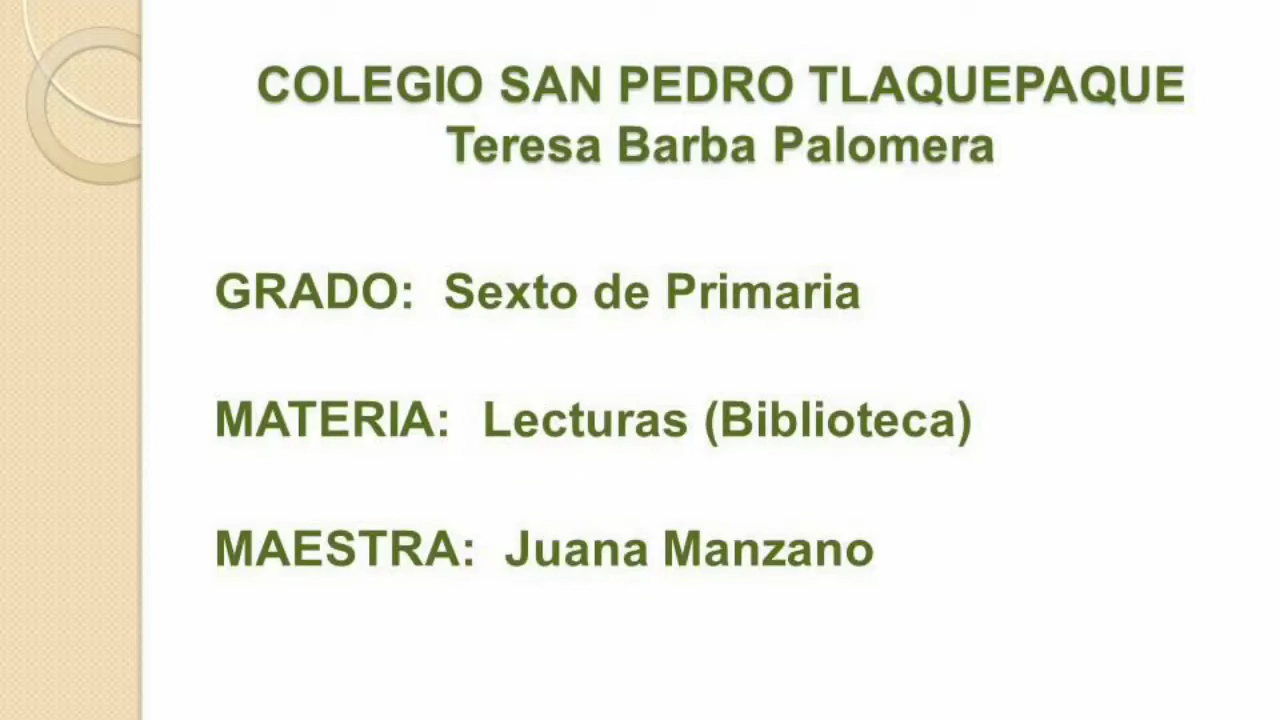 COLEGIO SAN PEDRO TLAQUEPAQUE
Teresa Barba Palomera
GRADO: Sexto de Primaria
MATERIA: Lecturas (Biblioteca)
MAESTRA: Juana Manzano